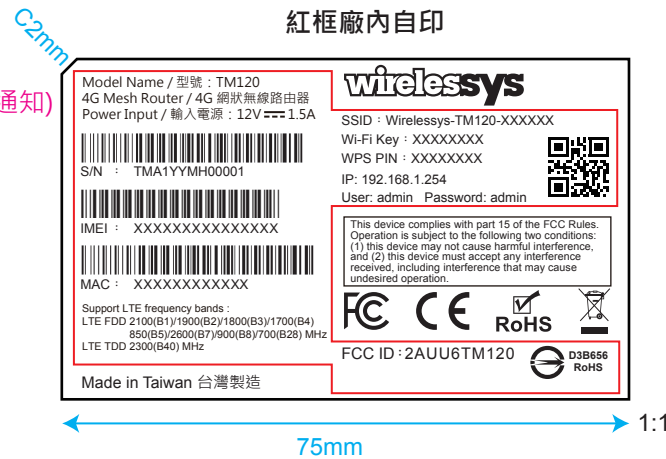 紅框廠內自印
C2mm
通知)
Model Name / 型號：TM120
4G Mesh Router / 4G 網狀無線路由器
Power Input / 輸入電源：12V 1.5A
S/N ： TMA1YYMH00001
IMEI： XXXXXXXXXXXXXXX
MAC： XXXXXXXXXXXX
Support LTE frequency bands :
LTE FDD 2100(B1)/1900(B2)/1800(B3)/1700(B4)
850(B5)/2600(B7)/900(B8)/700(B28) MHz
LTE TDD 2300(B40) MHz
Made in Taiwan 台灣製造
wirelessys
SSID：Wirelessys-TM120-XXXXXX
Wi-Fi Key：XXXXXXXX
WPS PIN：XXXXXXXX
IP: 192.168.1.254
User: admin Password: admin
This device complies with part 15 of the FCC Rules.
Operation is subject to the following two conditions:
(1) this device may not cause harmful interference,
and (2) this device must accept any interference
received, including interference that may cause
undesired operation.
FC CE RoHS
FCC ID：2AUU6TM120
D3B656
RoHS
75mm
1:1